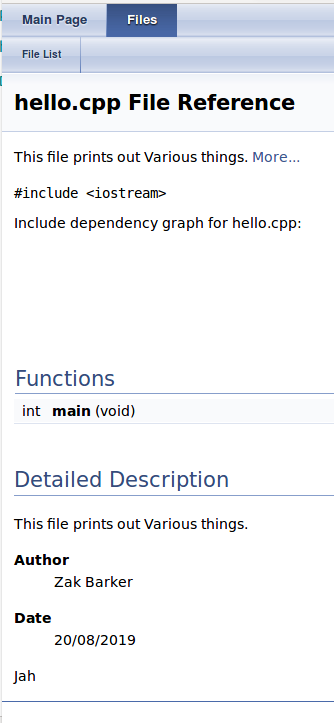 Main Page Files
File List
hello.cpp File Reference
This file prints out Various things. More...
#include <iostream>
Include dependency graph for hello.cpp:
Functions
int main (void)
Detailed Description
This file prints out Various things.
Author
Zak Barker
Date
20/08/2019
Jah